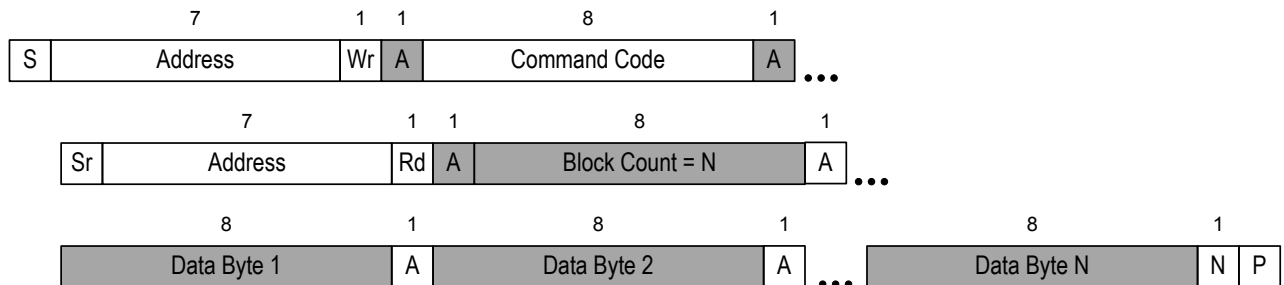 7 1 1 8 1
S Address Wr A Command Code A ...
7 1 1 8 1
Sr Address Rd A Block Count = N A ...
8 1 8 1 8 1
Data Byte 1 A Data Byte 2 A ... Data Byte N N P